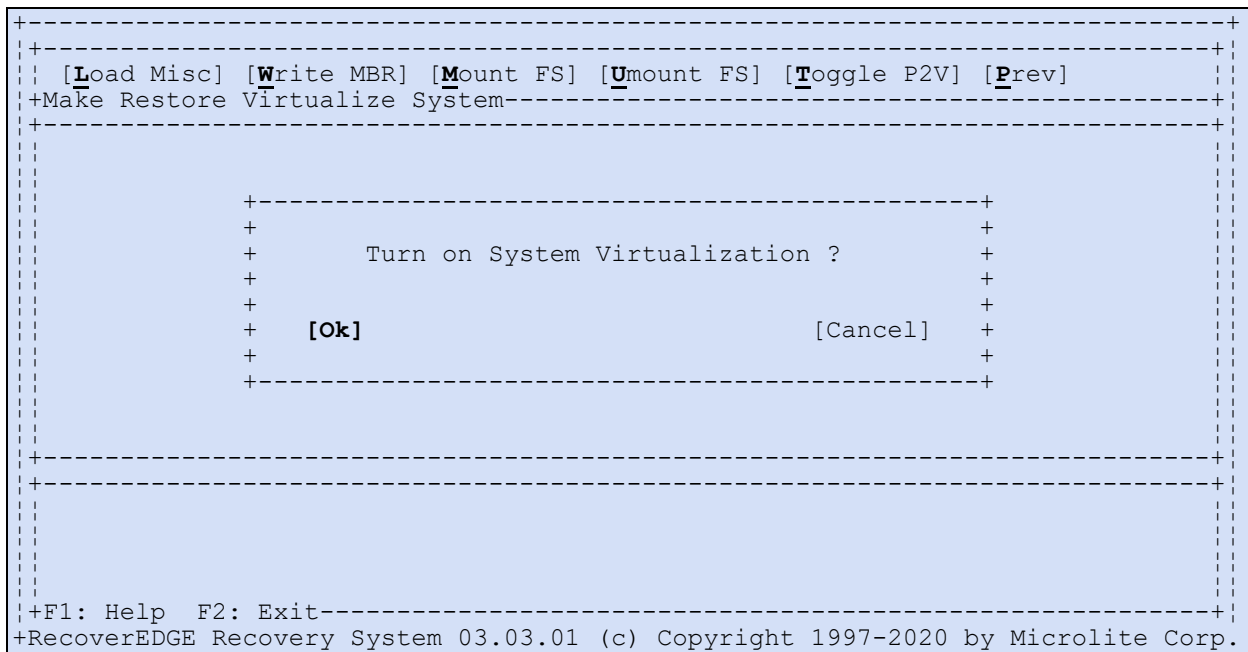 [Load Misc] [Write MBR] [Mount FS] [Umount FS] [Toggle P2V] [Prev]
Make Restore Virtualize System
Turn on System Virtualization ?
[Ok] [Cancel]
F1: Help F2: Exit
RecoverEDGE Recovery System 03.03.01 (c) Copyright 1997-2020 by Microlite Corp.